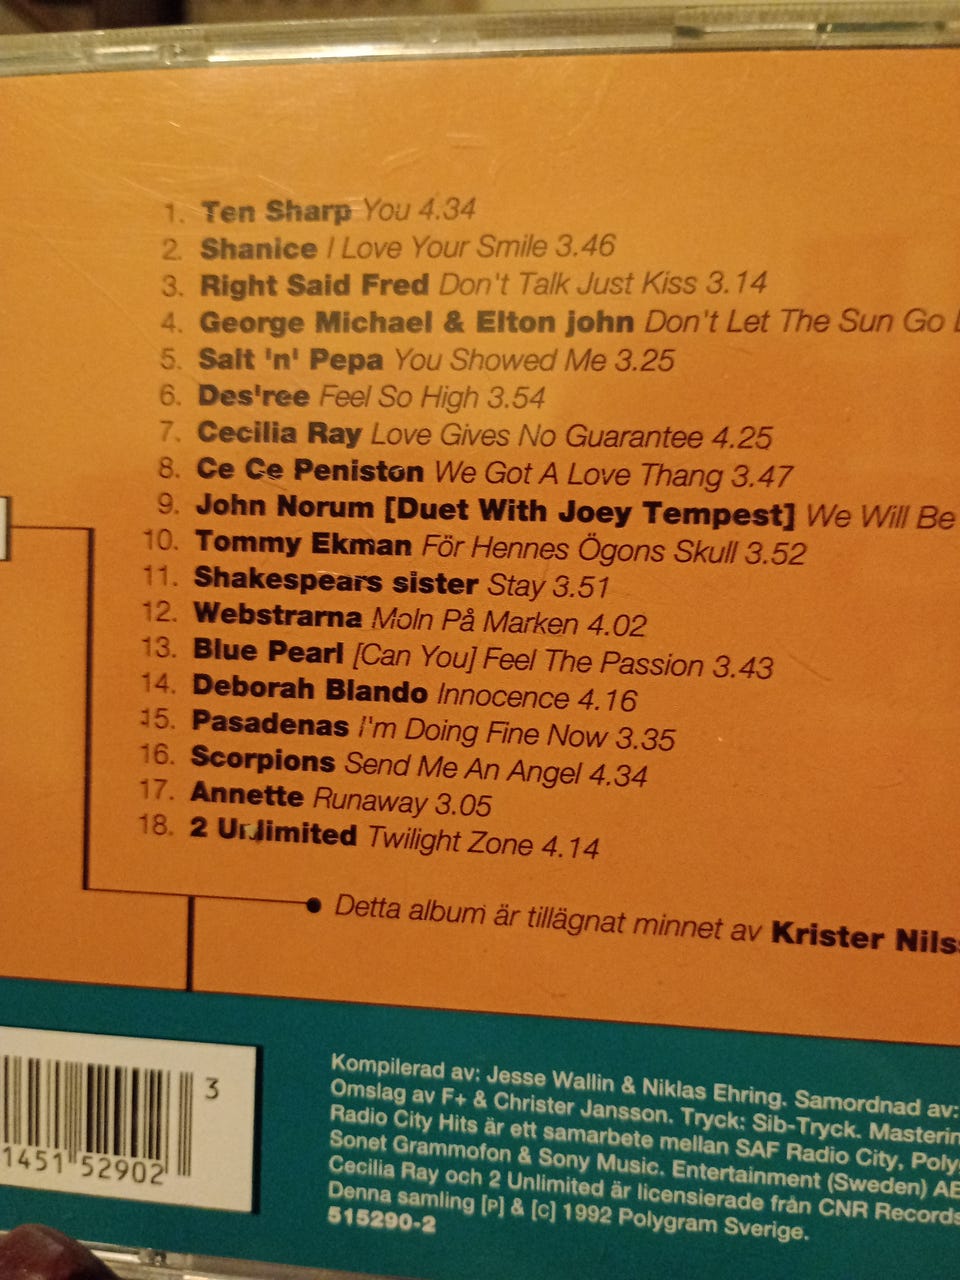 1. Ten Sharp You 4.34
2. Shanice I Love Your Smile 3.46
3. Right Said Fred Don't Talk Just Kiss 3.14
4. George Michael & Elton john Don't Let The Sun Go
5. Salt 'n' Pepa You Showed Me 3.25
6. Des'ree Feel So High 3.54
7. Cecilia Ray Love Gives No Guarantee 4.25
8. Ce Ce Peniston We Got A Love Thang 3.47
9. John Norum [Duet With Joey Tempest] We Will Be
10. Tommy Ekman För Hennes Ögons Skull 3.52
11. Shakespears sister Stay 3.51
12. Webstrarna Moln På Marken 4.02
13. Blue Pearl [Can You] Feel The Passion 3.43
14. Deborah Blando Innocence 4.16
15. Pasadenas I'm Doing Fine Now 3.35
16. Scorpions Send Me An Angel 4.34
17. Annette Runaway 3.05
18. 2 Unlimited Twilight Zone 4.14
Detta album är tillägnat minnet av Krister Nils
3
1451 52902
Kompilerad av: Jesse Wallin & Niklas Ehring. Samordnad av:
Omslag av F+ & Christer Jansson. Tryck: Sib-Tryck. Masterin
Radio City Hits är ett samarbete mellan SAF Radio City, Poly
Sonet Grammofon & Sony Music. Entertainment (Sweden) AB
Cecilia Ray och 2 Unlimited är licensierade från CNR Records
Denna samling [P] & [C] 1992 Polygram Sverige.
515290-2